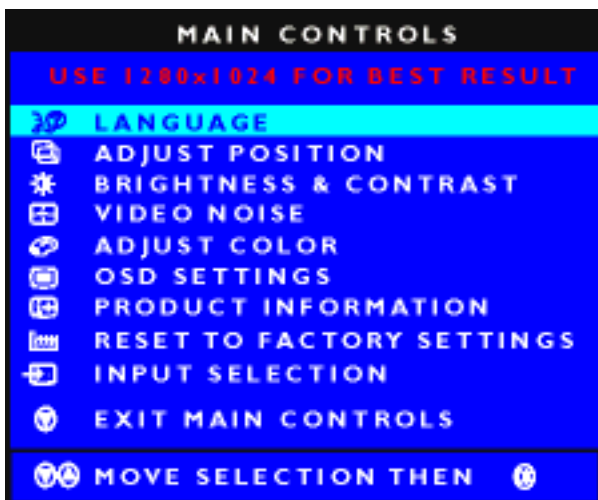 MAIN CONTROLS
USE 1280x1024 FOR BEST RESULT
LANGUAGE
ADJUST POSITION
BRIGHTNESS & CONTRAST
VIDEO NOISE
ADJUST COLOR
OSD SETTINGS
PRODUCT INFORMATION
RESET TO FACTORY SETTINGS
INPUT SELECTION
EXIT MAIN CONTROLS
MOVE SELECTION THEN